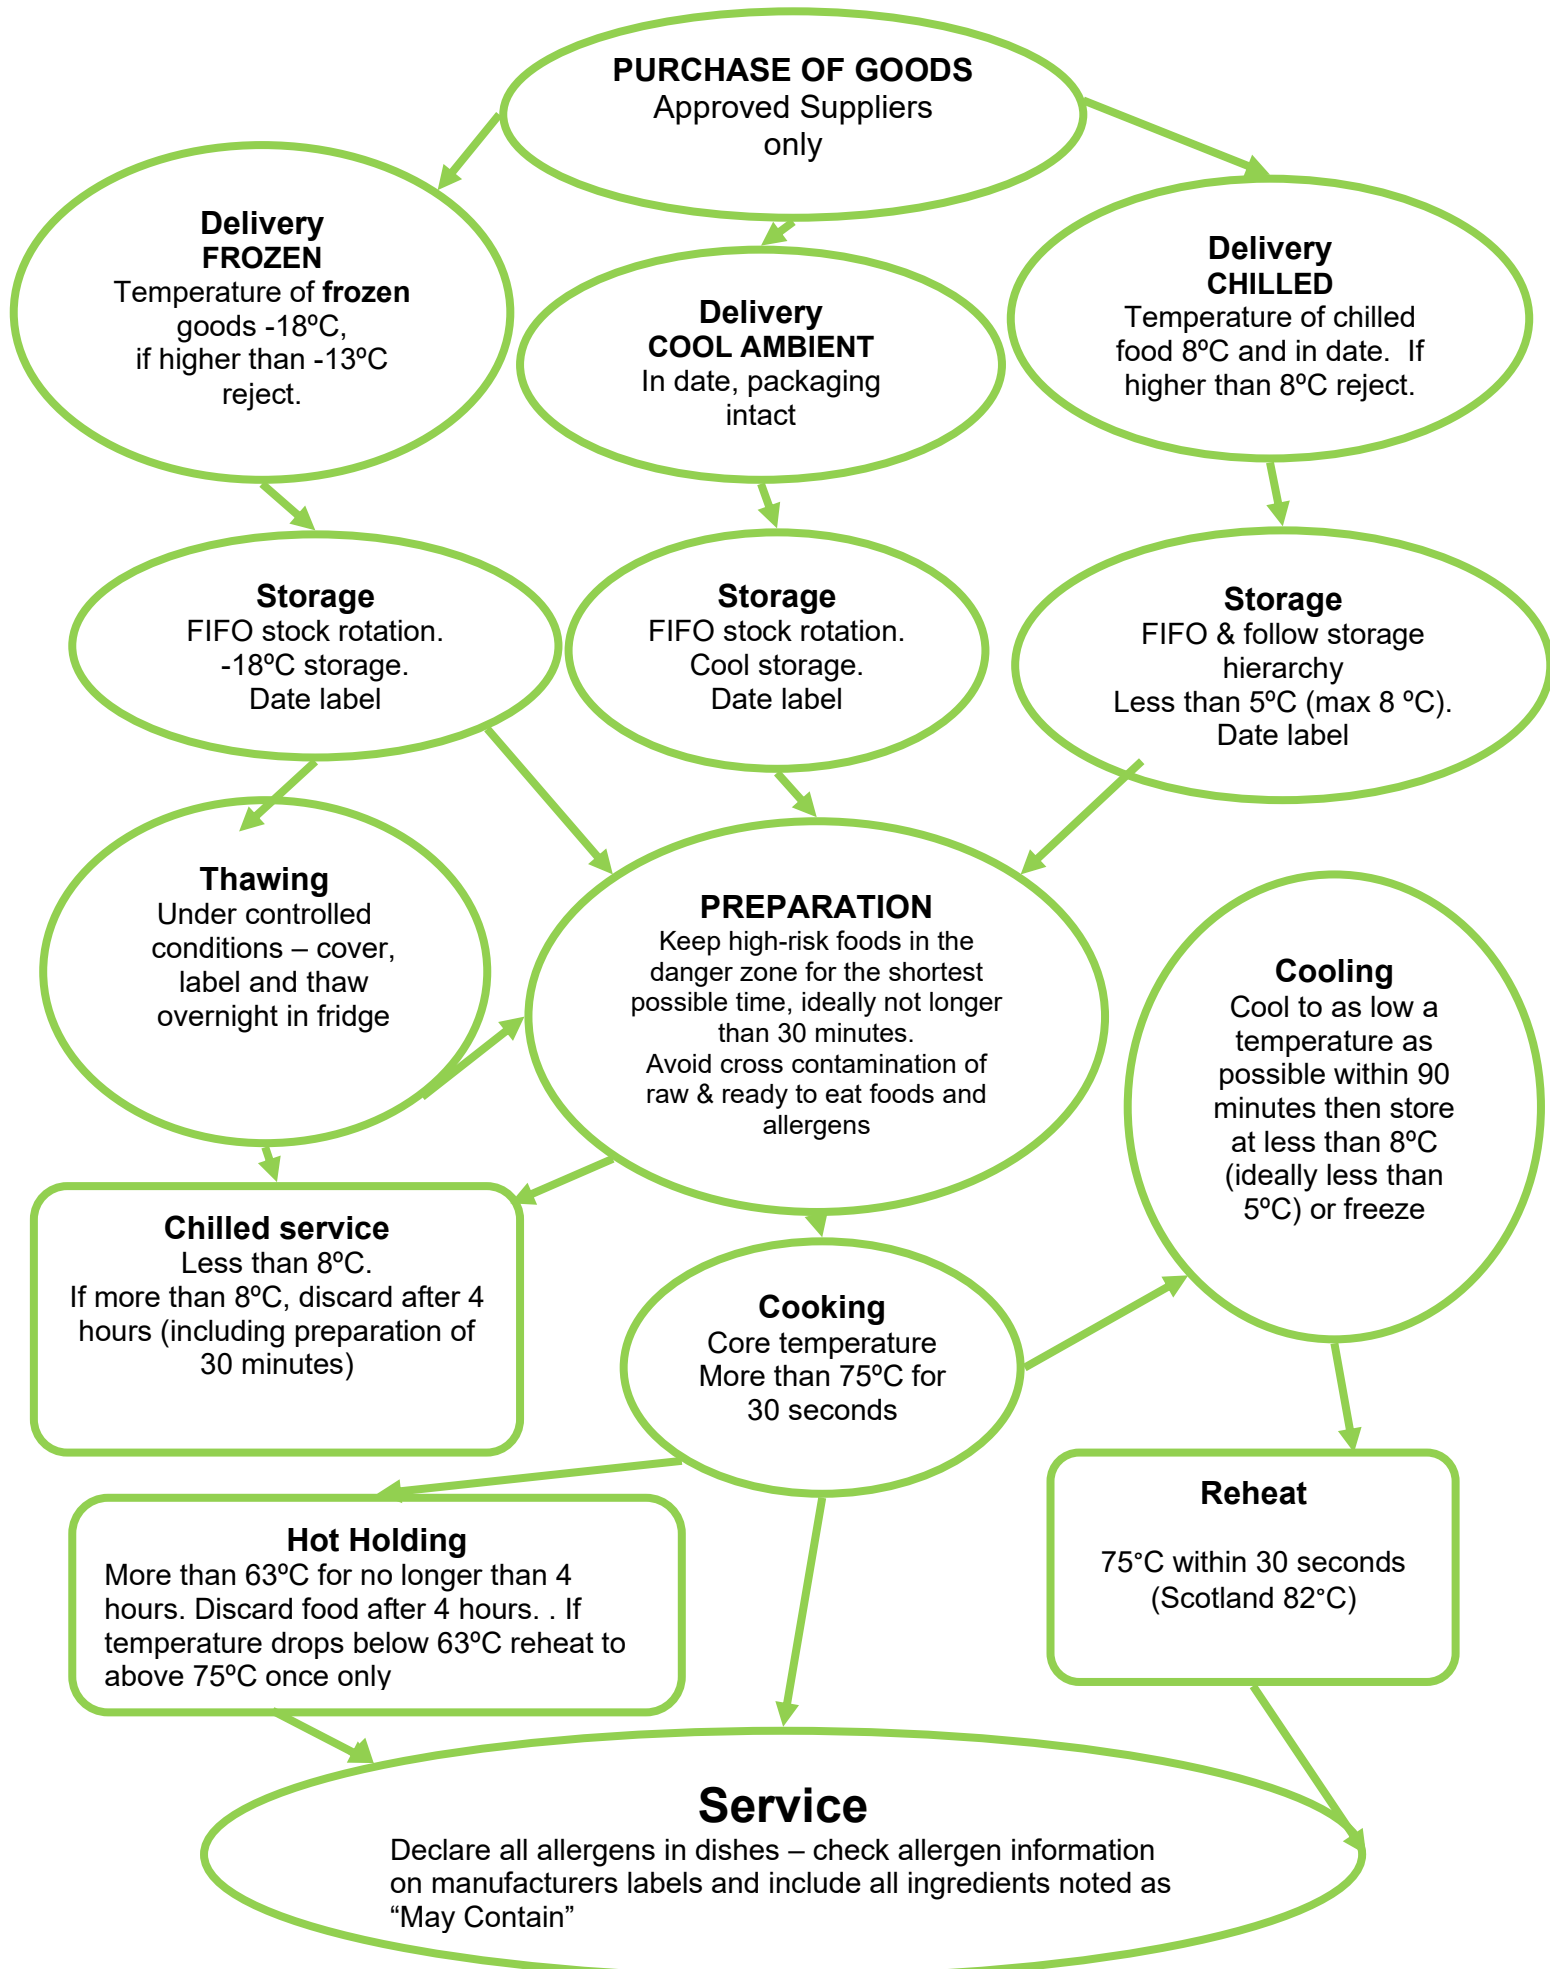 PURCHASE OF GOODS
Approved Suppliers
only
Delivery
FROZEN
Temperature of frozen
goods -18ºC,
if higher than -13ºC
reject.
Delivery
COOL AMBIENT
In date, packaging
intact
Delivery
CHILLED
Temperature of chilled
food 8ºC and in date. If
higher than 8ºC reject.
Storage
FIFO stock rotation.
-18ºC storage.
Date label
Storage
FIFO stock rotation.
Cool storage.
Date label
Storage
FIFO & follow storage
hierarchy
Less than 5ºC (max 8 ºC).
Date label
Thawing
Under controlled
conditions – cover,
label and thaw
overnight in fridge
PREPARATION
Keep high-risk foods in the
danger zone for the shortest
possible time, ideally not longer
than 30 minutes.
Avoid cross contamination of
raw & ready to eat foods and
allergens
Cooling
Cool to as low a
temperature as
possible within 90
minutes then store
at less than 8ºC
(ideally less than
5ºC) or freeze
Chilled service
Less than 8ºC.
If more than 8ºC, discard after 4
hours (including preparation of
30 minutes)
Cooking
Core temperature
More than 75ºC for
30 seconds
Hot Holding
More than 63ºC for no longer than 4
hours. Discard food after 4 hours. . If
temperature drops below 63ºC reheat to
above 75ºC once only
Reheat
75°C within 30 seconds
(Scotland 82°C)
Service
Declare all allergens in dishes – check allergen information
on manufacturers labels and include all ingredients noted as
“May Contain”